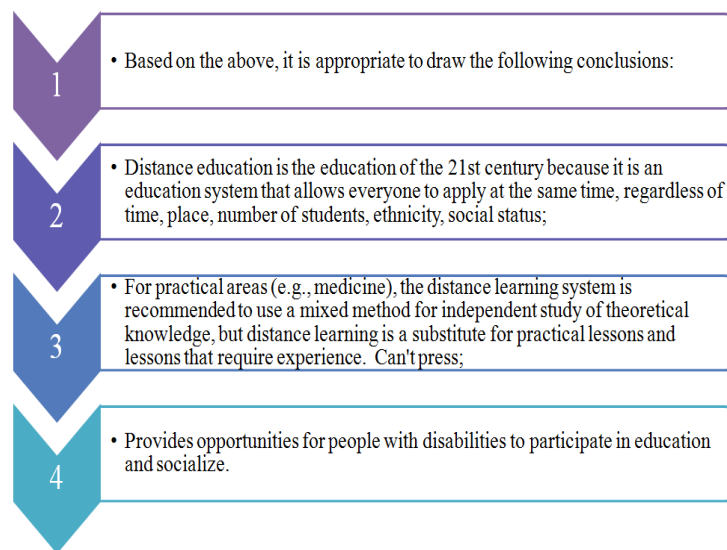 1
• Based on the above, it is appropriate to draw the following conclusions:
2
• Distance education is the education of the 21st century because it is an
education system that allows everyone to apply at the same time, regardless of
time, place, number of students, ethnicity, social status;
3
• For practical areas (e.g., medicine), the distance learning system is
recommended to use a mixed method for independent study of theoretical
knowledge, but distance learning is a substitute for practical lessons and
lessons that require experience.  Can't press;
4
• Provides opportunities for people with disabilities to participate in education
and socialize.